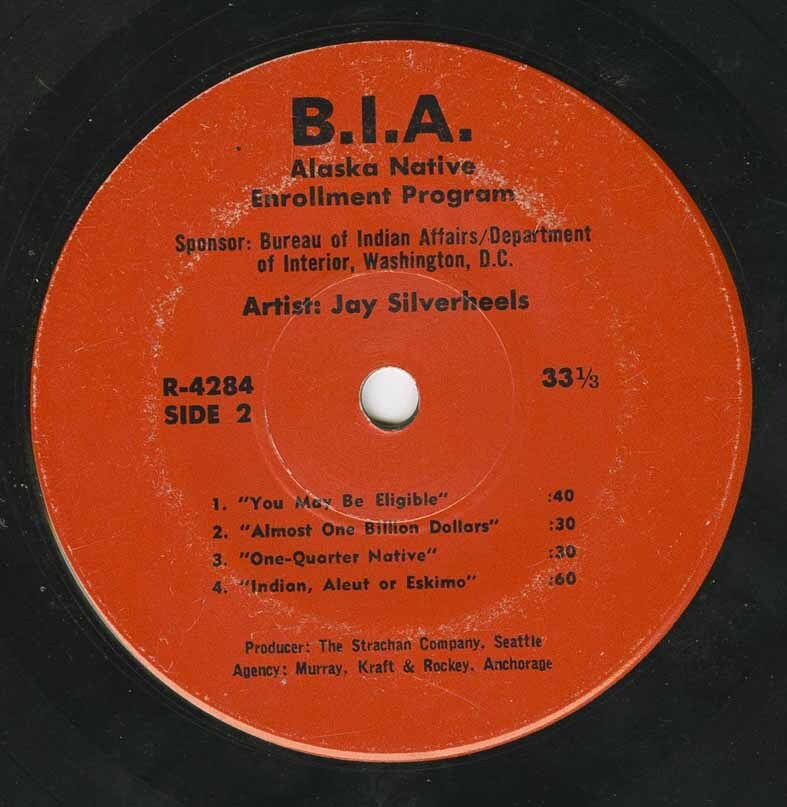 B.I.A.
Alaska Native
Enrollment Program
Sponsor: Bureau of Indian Affairs/Department
of Interior, Washington, D.C.
Artist: Jay Silverheels
R-4284
SIDE 2
33⅓
1. "You May Be Eligible" :40
2. "Almost One Billion Dollars" :30
3. "One-Quarter Native" :30
4. "Indian, Aleut or Eskimo" :60
Producer: The Strachan Company, Seattle
Agency: Murray, Kraft & Rockey, Anchorage